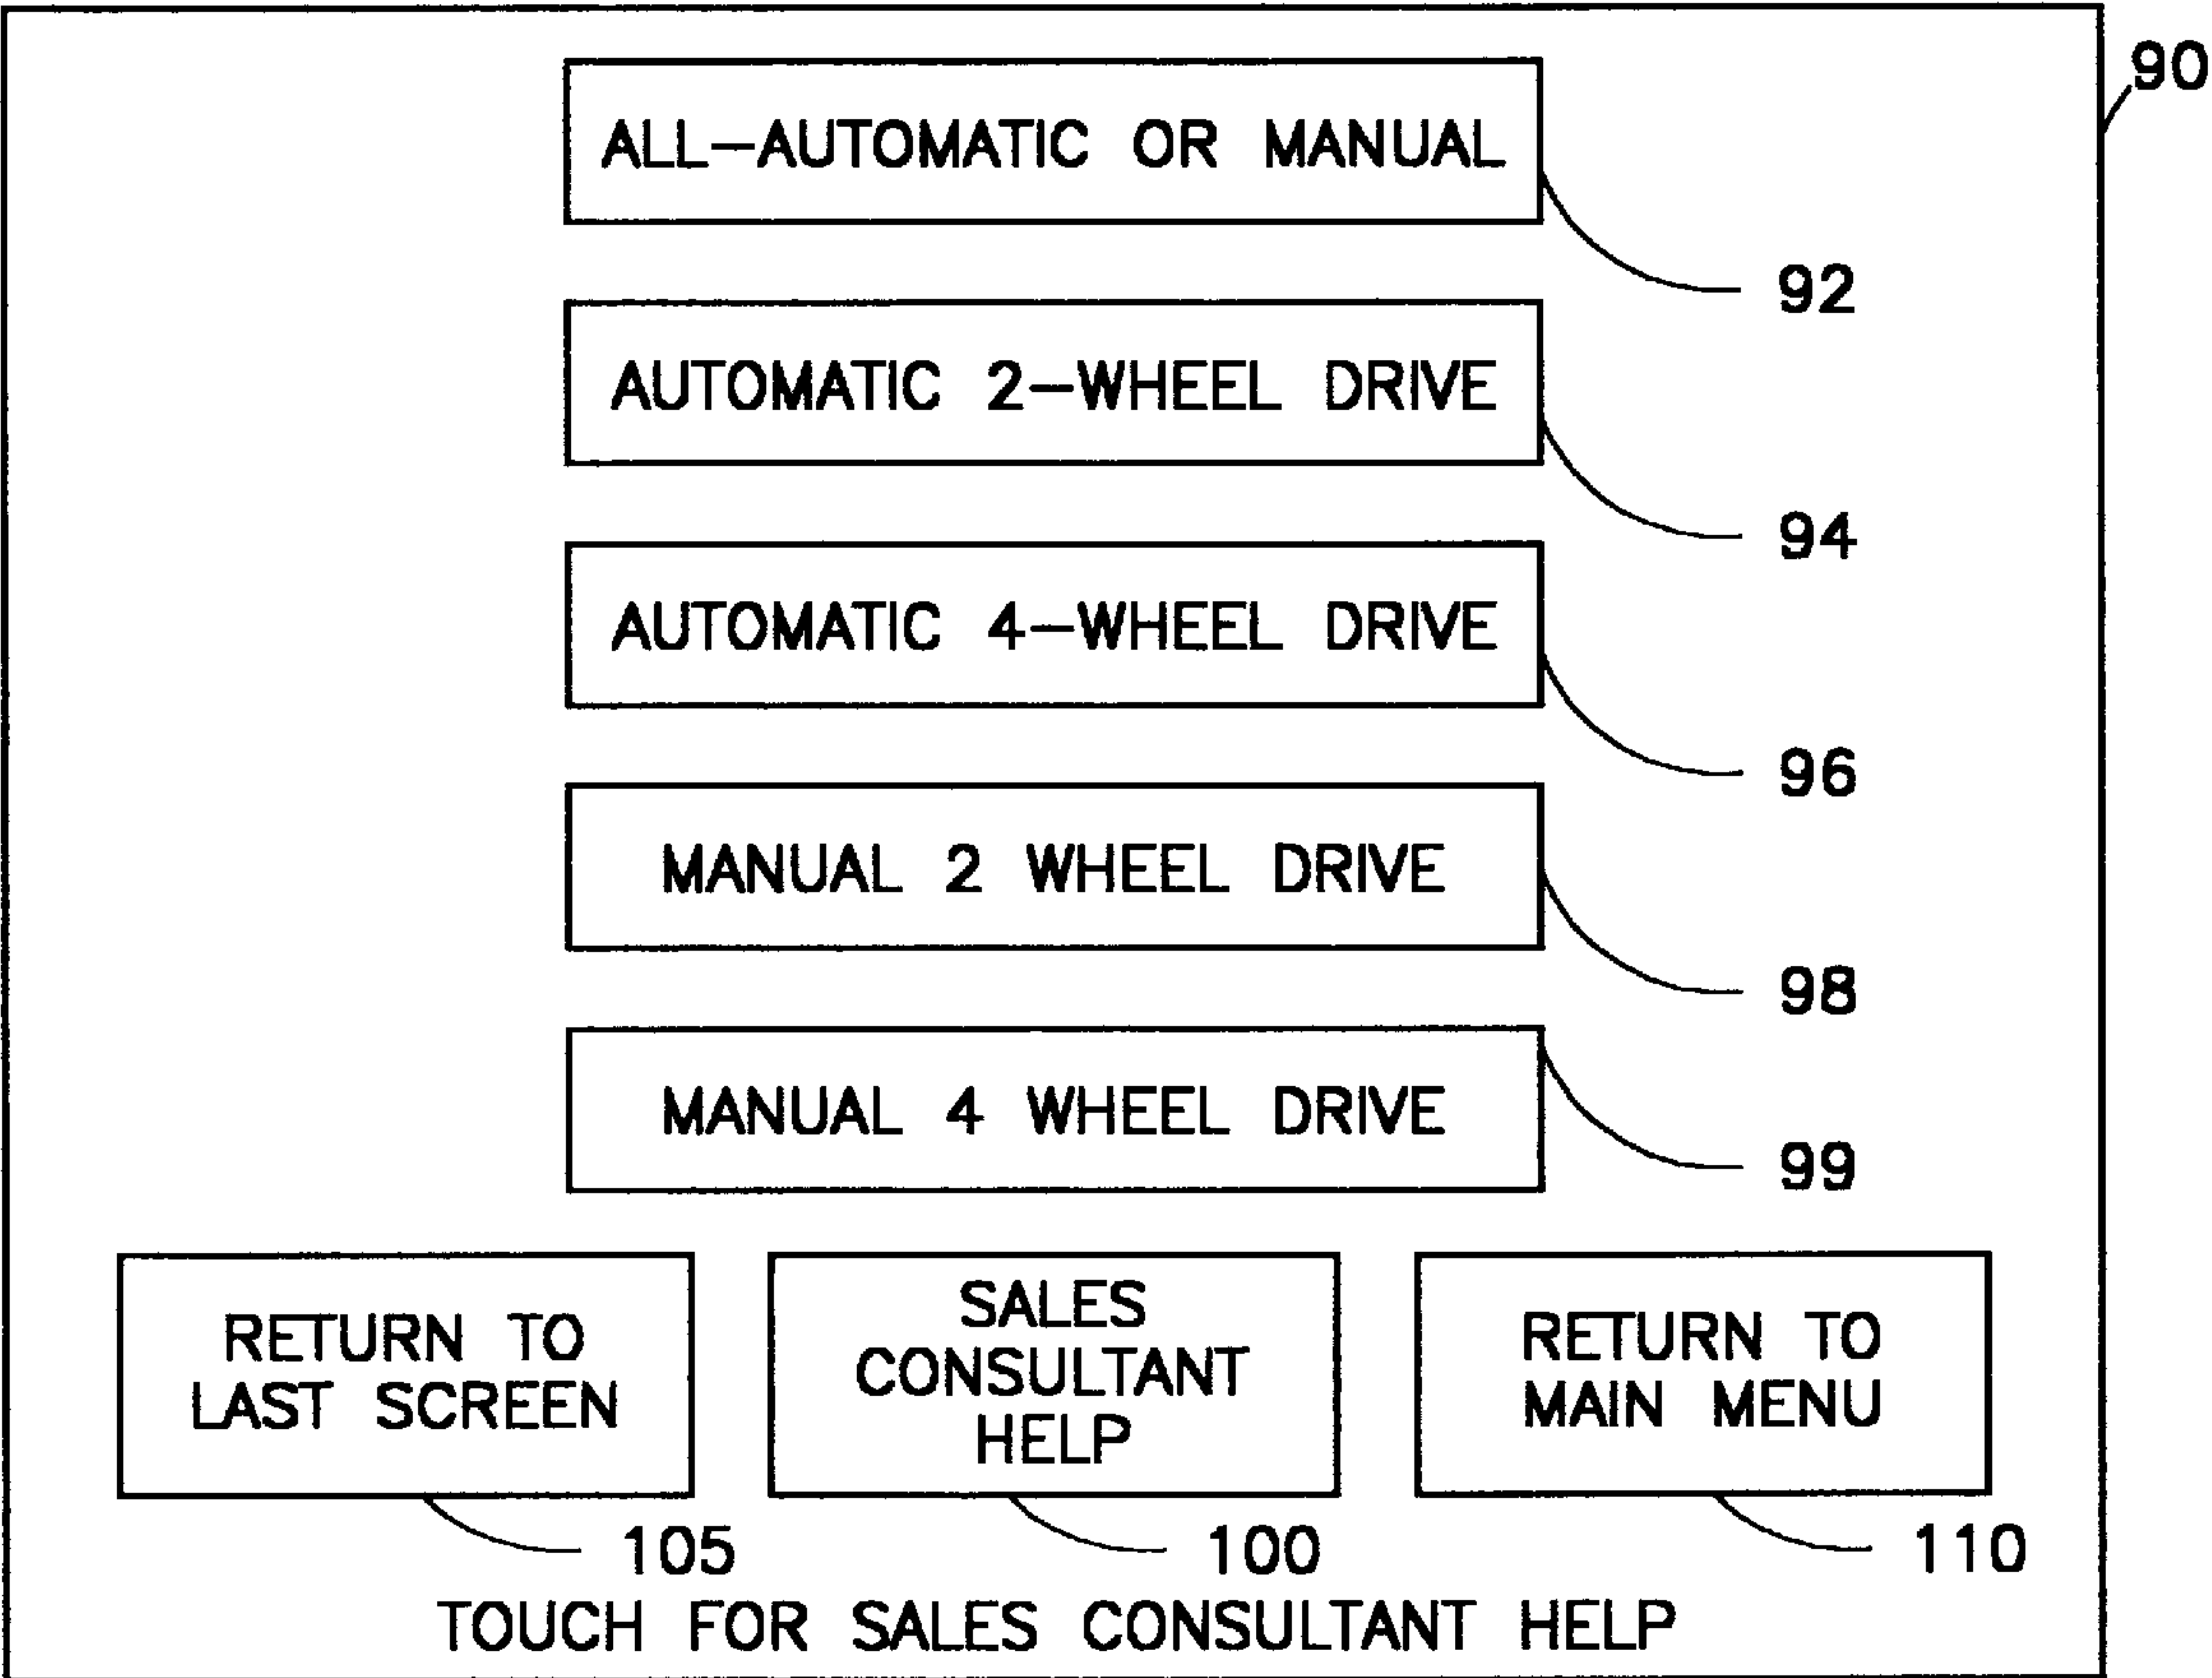 90
ALL-AUTOMATIC OR MANUAL
92
AUTOMATIC 2-WHEEL DRIVE
94
AUTOMATIC 4-WHEEL DRIVE
96
MANUAL 2 WHEEL DRIVE
98
MANUAL 4 WHEEL DRIVE
99
RETURN TO
LAST SCREEN
105
SALES
CONSULTANT
HELP
100
RETURN TO
MAIN MENU
110
TOUCH FOR SALES CONSULTANT HELP